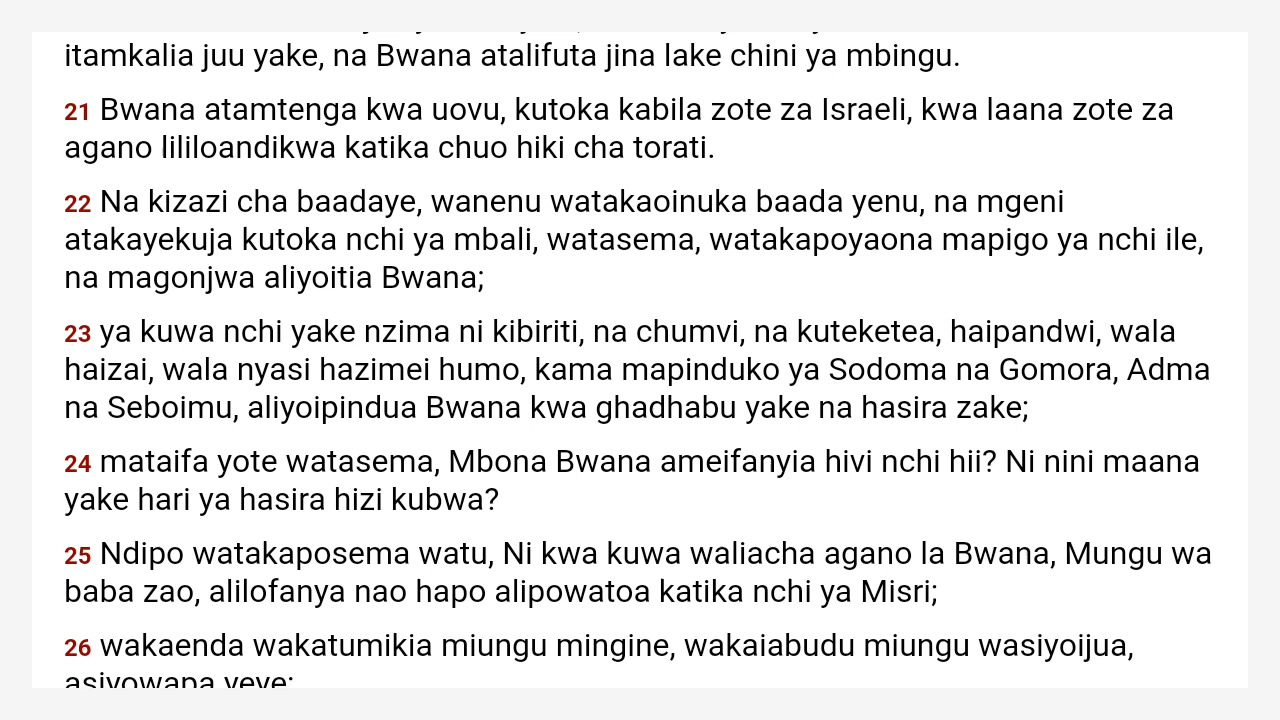 itamkalia juu yake, na Bwana atalifuta jina lake chini ya mbingu.
21 Bwana atamtenga kwa uovu, kutoka kabila zote za Israeli, kwa laana zote za
agano lililoandikwa katika chuo hiki cha torati.
22 Na kizazi cha baadaye, wanenu watakaoinuka baada yenu, na mgeni
atakayekuja kutoka nchi ya mbali, watasema, watakapoyaona mapigo ya nchi ile,
na magonjwa aliyoitia Bwana;
23 ya kuwa nchi yake nzima ni kibiriti, na chumvi, na kuteketea, haipandwi, wala
haizai, wala nyasi hazimei humo, kama mapinduko ya Sodoma na Gomora, Adma
na Seboimu, aliyoipindua Bwana kwa ghadhabu yake na hasira zake;
24 mataifa yote watasema, Mbona Bwana ameifanyia hivi nchi hii? Ni nini maana
yake hari ya hasira hizi kubwa?
25 Ndipo watakaposema watu, Ni kwa kuwa waliacha agano la Bwana, Mungu wa
baba zao, alilofanya nao hapo alipowatoa katika nchi ya Misri;
26 wakaenda wakatumikia miungu mingine, wakaiabudu miungu wasiyoijua,
asiyowapa yeye;